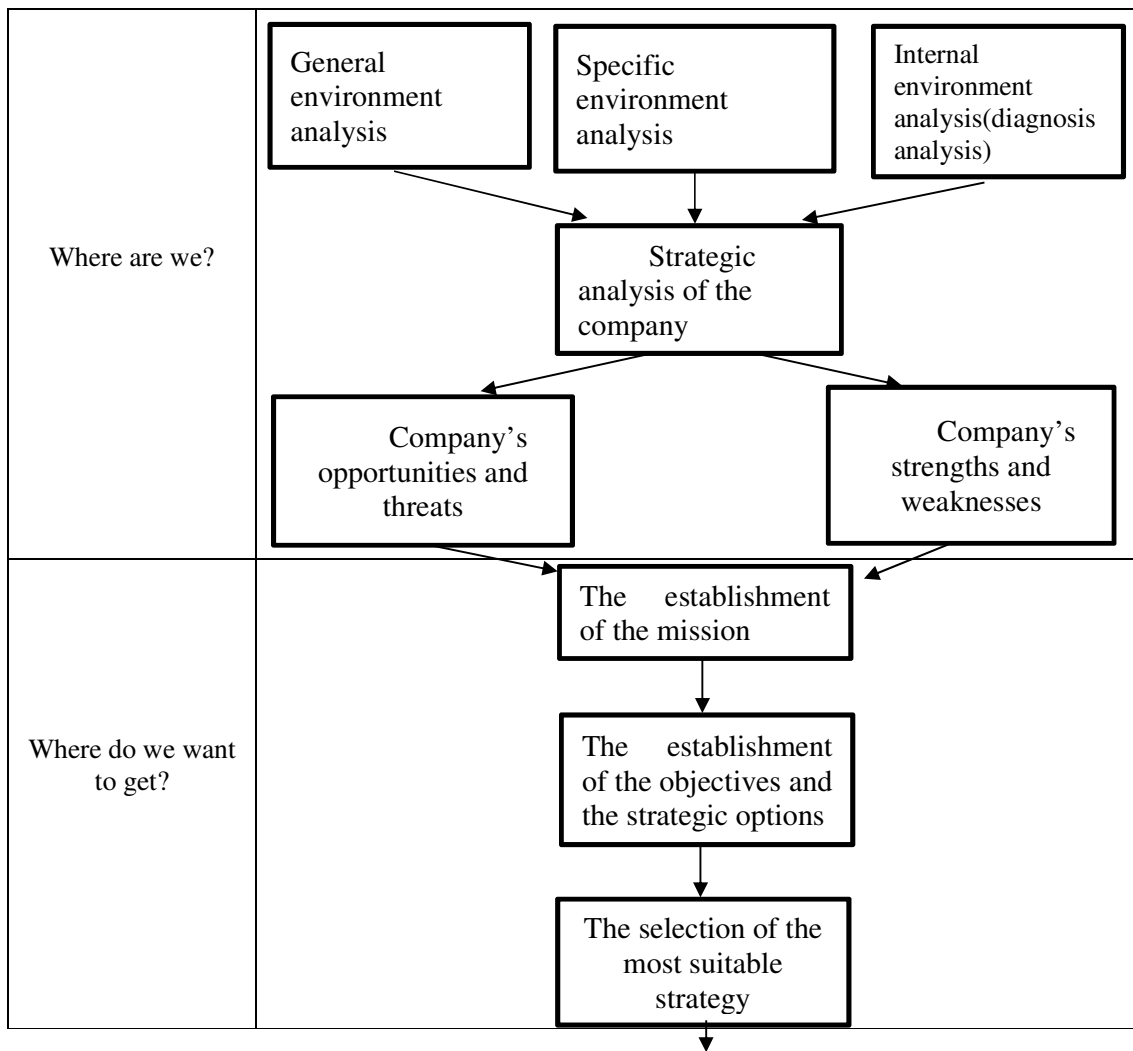 General
environment
analysis
Specific
environment
analysis
Internal
environment
analysis(diagnosis
analysis)
Where are we?
Strategic
analysis of the
company
Company's
opportunities and
threats
Company's
strengths and
weaknesses
The establishment
of the mission
Where do we want
to get?
The establishment
of the objectives and
the strategic options
The selection of the
most suitable
strategy